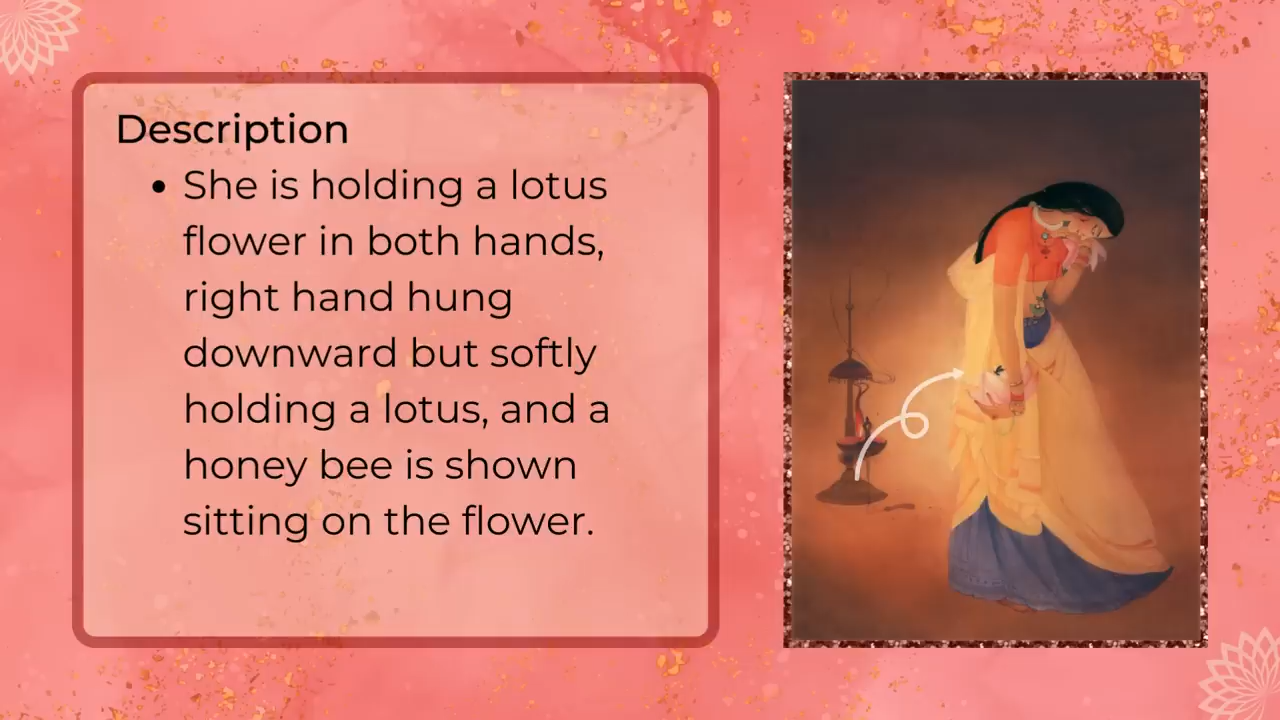 Description
• She is holding a lotus
flower in both hands,
right hand hung
downward but softly
holding a lotus, and a
honey bee is shown
sitting on the flower.